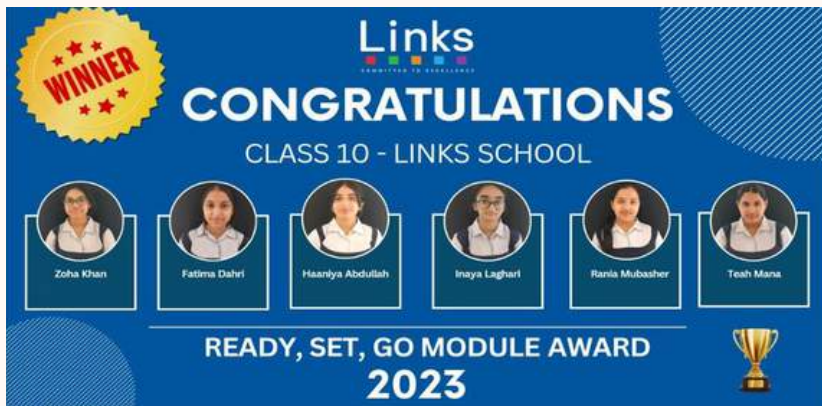 WINNER
Links
COMMITTED TO EXCELLENCE
CONGRATULATIONS
CLASS 10 - LINKS SCHOOL
Zoha Khan
Fatima Dahri
Haaniya Abdullah
Inaya Laghari
Rania Mubasher
Teah Mana
READY, SET, GO MODULE AWARD
2023